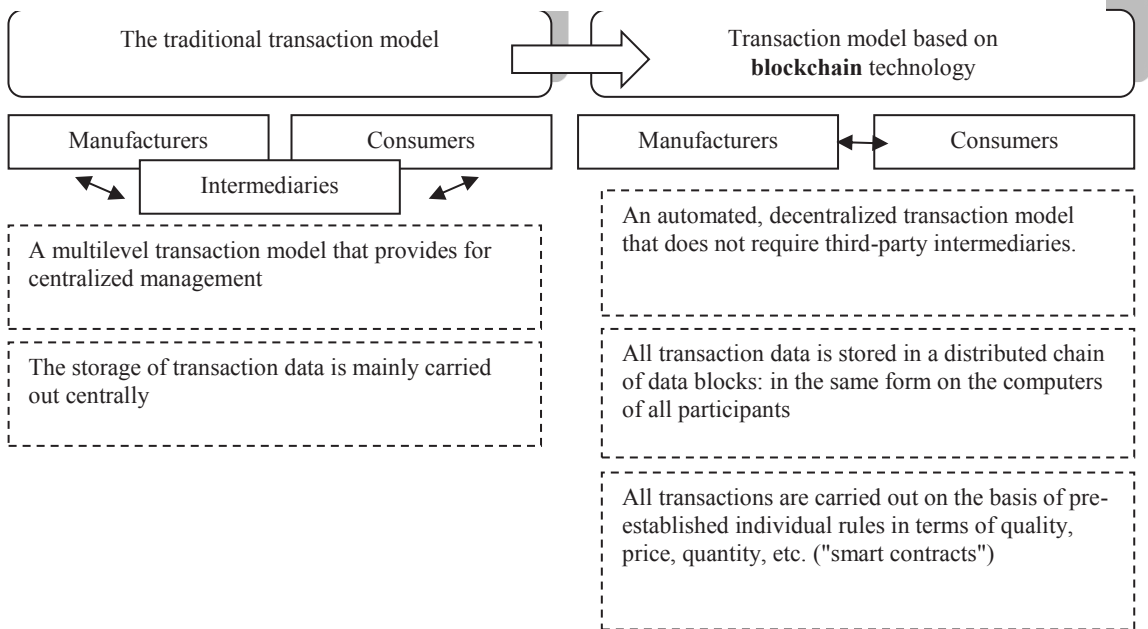 The traditional transaction model
Transaction model based on
blockchain technology
Manufacturers
Consumers
Intermediaries
Manufacturers
Consumers
A multilevel transaction model that provides for
centralized management
The storage of transaction data is mainly carried
out centrally
An automated, decentralized transaction model
that does not require third-party intermediaries.
All transaction data is stored in a distributed chain
of data blocks: in the same form on the computers
of all participants
All transactions are carried out on the basis of pre-
established individual rules in terms of quality,
price, quantity, etc. ("smart contracts")